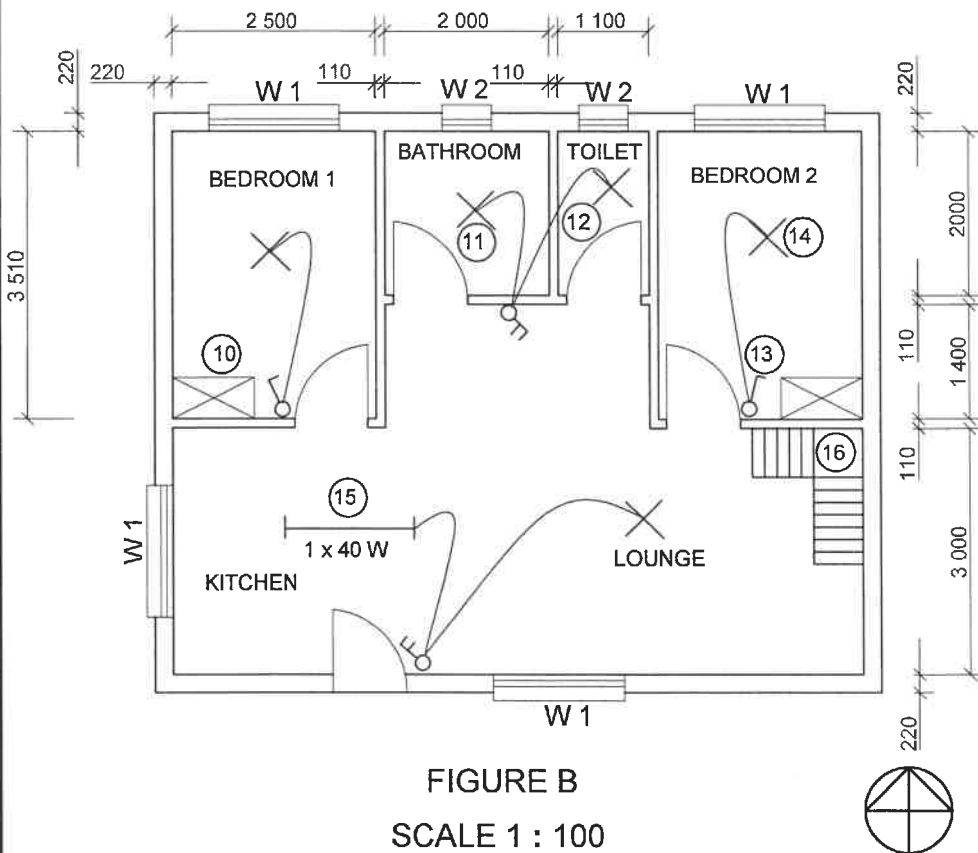 2 500 2 000 1 100
220 220 110 110 220
W 1 W 2 W 2 W 1
BEDROOM 1 BATHROOM TOILET BEDROOM 2
11 12 14
2000
3 510
10 13
110
1 400
16
110
15
1 x 40 W
W 1
KITCHEN LOUNGE
3 000
W 1
220
FIGURE B
SCALE 1 : 100